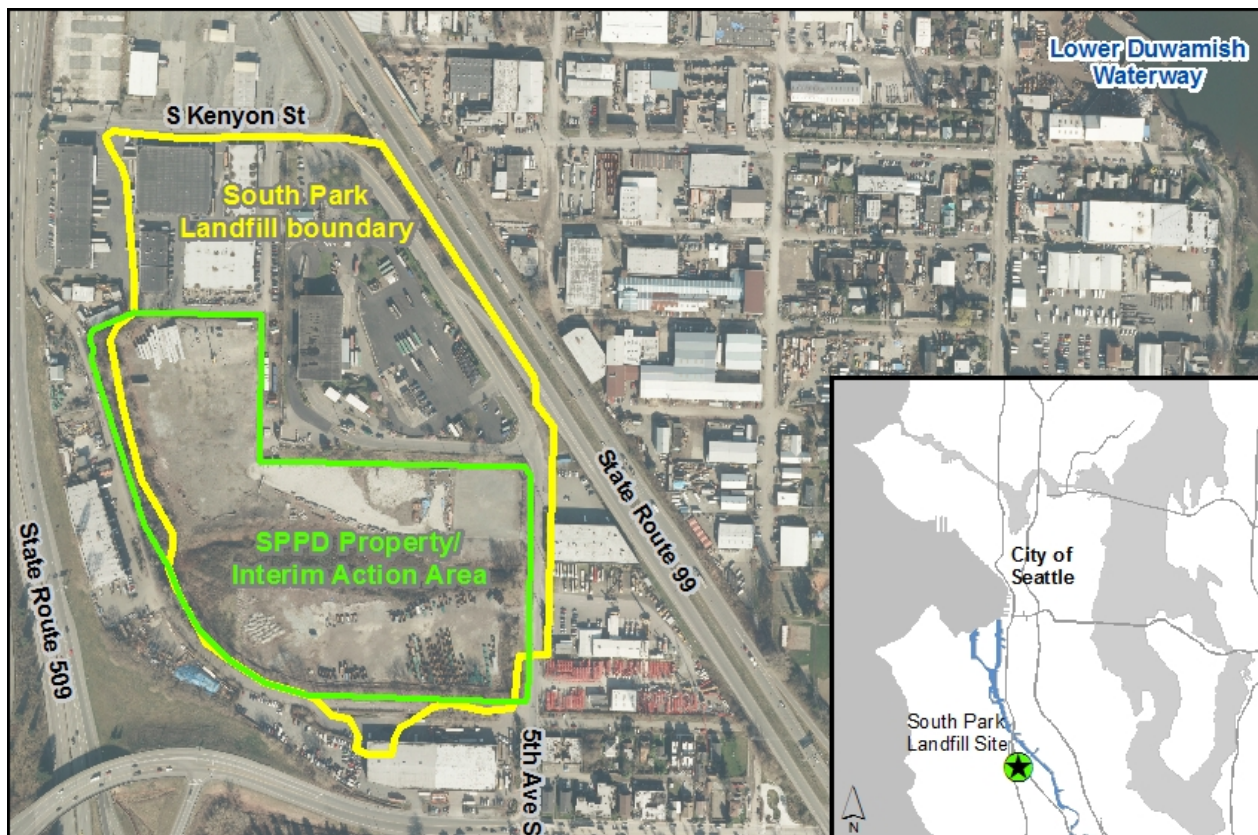 Lower Duwamish
Waterway
S Kenyon St
South Park
Landfill boundary
State Route 99
SPPD Property/
Interim Action Area
State Route 509
5th Ave S
City of
Seattle
South Park
Landfill Site
N